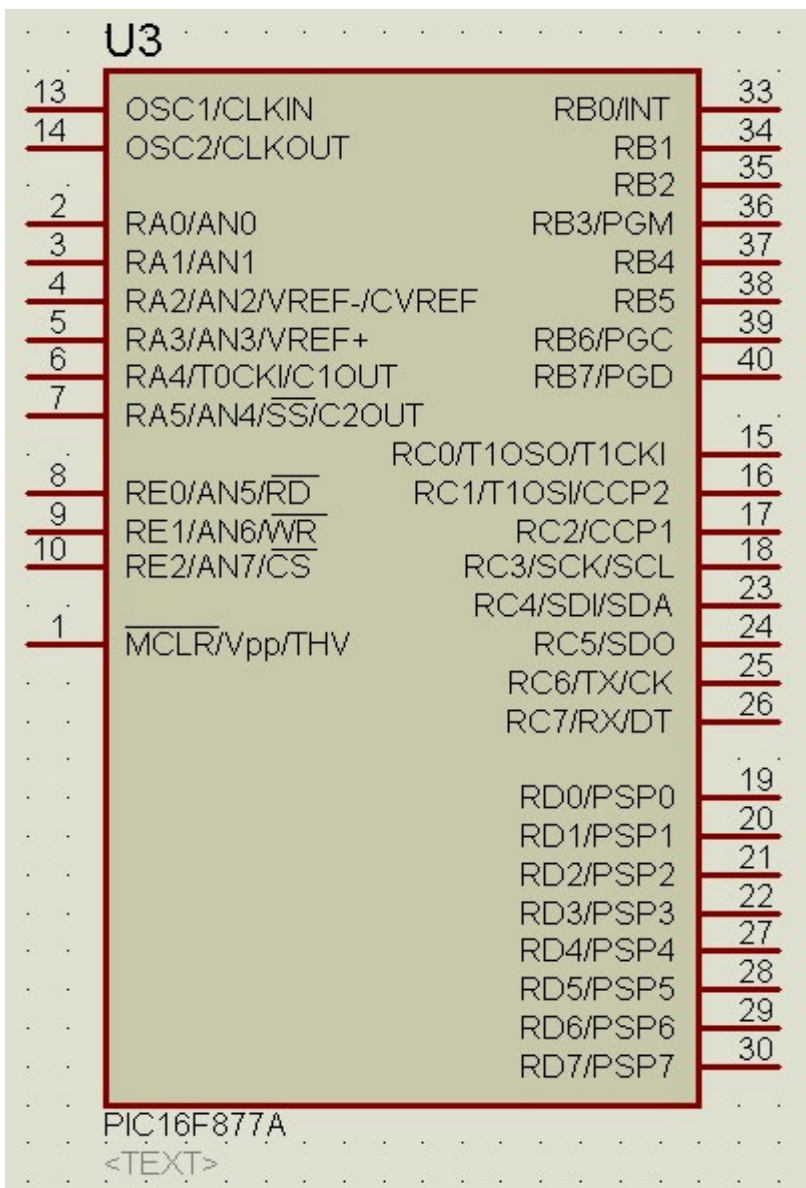 U3
13 OSC1/CLKIN RB0/INT 33
14 OSC2/CLKOUT RB1 34
RB2 35
2 RA0/AN0 RB3/PGM 36
3 RA1/AN1 RB4 37
4 RA2/AN2/VREF-/CVREF RB5 38
5 RA3/AN3/VREF+ RB6/PGC 39
6 RA4/T0CKI/C1OUT RB7/PGD 40
7 RA5/AN4/SS/C2OUT
RC0/T1OSO/T1CKI 15
8 RE0/AN5/RD RC1/T1OSI/CCP2 16
9 RE1/AN6/WR RC2/CCP1 17
10 RE2/AN7/CS RC3/SCK/SCL 18
RC4/SDI/SDA 23
1 MCLR/Vpp/THV RC5/SDO 24
RC6/TX/CK 25
RC7/RX/DT 26
RD0/PSP0 19
RD1/PSP1 20
RD2/PSP2 21
RD3/PSP3 22
RD4/PSP4 27
RD5/PSP5 28
RD6/PSP6 29
RD7/PSP7 30
PIC16F877A
&lt;TEXT&gt;